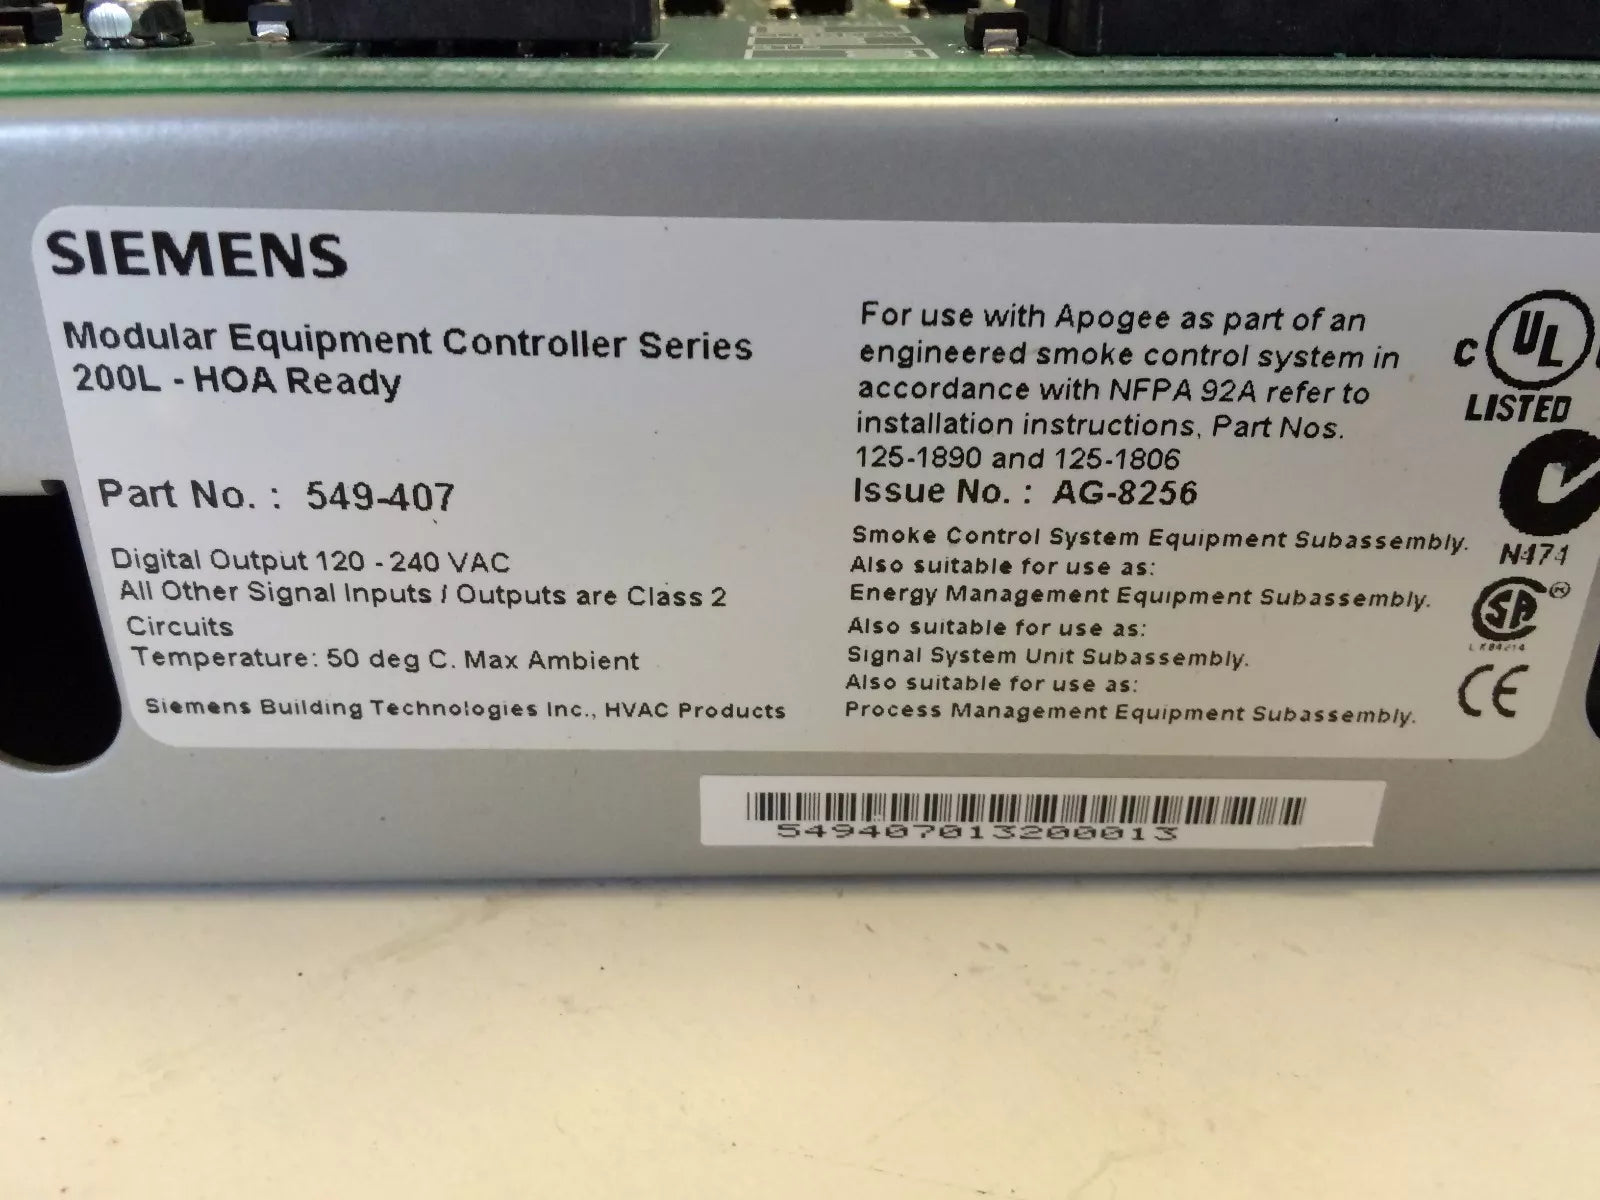 SIEMENS
Modular Equipment Controller Series
200L - HOA Ready
Part No. : 549-407
Digital Output 120 - 240 VAC
All Other Signal Inputs / Outputs are Class 2
Circuits
Temperature: 50 deg C. Max Ambient
Siemens Building Technologies Inc., HVAC Products
For use with Apogee as part of an
engineered smoke control system in
accordance with NFPA 92A refer to
installation instructions, Part Nos.
125-1890 and 125-1806
Issue No. : AG-8256
Smoke Control System Equipment Subassembly.
Also suitable for use as:
Energy Management Equipment Subassembly.
Also suitable for use as:
Signal System Unit Subassembly.
Also suitable for use as:
Process Management Equipment Subassembly.
C UL
LISTED
N474
SA ®
CE
549407013200013